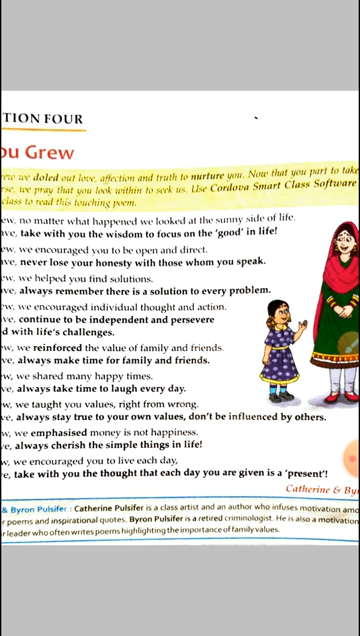 TION FOUR
ou Grew
rew we doled out love, affection and truth to nurture you. Now that you part to take
rse, we pray that you look within to seek us. Use Cordova Smart Class Software
class to read this touching poem.
ew, no matter what happened we looked at the sunny side of life.
ve, take with you the wisdom to focus on the ‘good’ in life!
ew, we encouraged you to be open and direct.
ve, never lose your honesty with those whom you speak.
ew, we helped you find solutions.
ve, always remember there is a solution to every problem.
ew, we encouraged individual thought and action.
ve, continue to be independent and persevere
d with life’s challenges.
ew, we reinforced the value of family and friends.
ve, always make time for family and friends.
ew, we shared many happy times.
ve, always take time to laugh every day.
ew, we taught you values, right from wrong.
ve, always stay true to your own values, don’t be influenced by others.
w, we emphasised money is not happiness.
ve, always cherish the simple things in life!
w, we encouraged you to live each day,
e, take with you the thought that each day you are given is a ‘present’!
Catherine & Byr
& Byron Pulsifer : Catherine Pulsifer is a class artist and an author who infuses motivation amo
r poems and inspirational quotes. Byron Pulsifer is a retired criminologist. He is also a motivation
r leader who often writes poems highlighting the importance of family values.